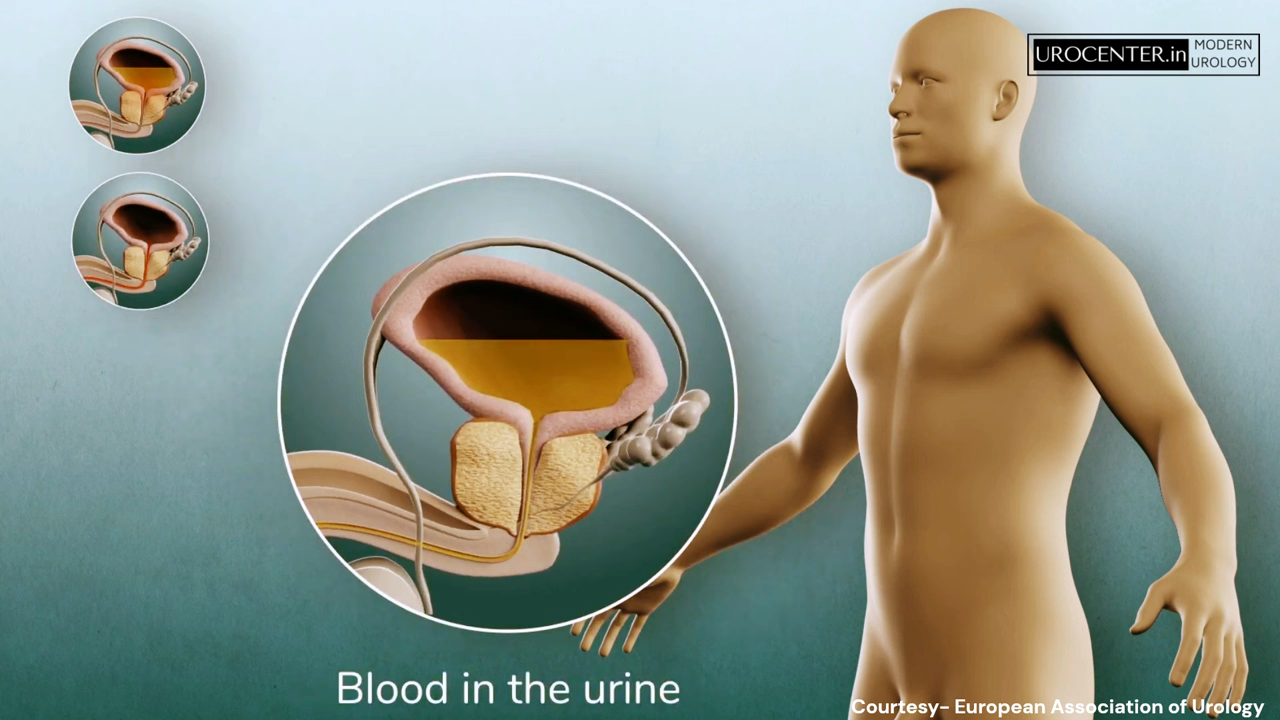 UROCENTER.in
MODERN
UROLOGY
Blood in the urine
Courtesy- European Association of Urology